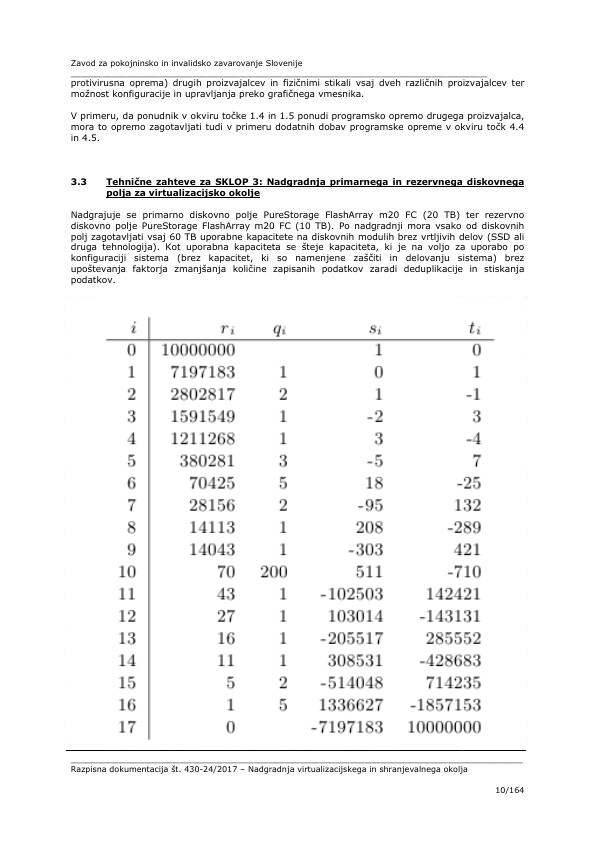 Zavod za pokojninsko in invalidsko zavarovanje Slovenije
protivirusna oprema) drugih proizvajalcev in fizičnimi stikali vsaj dveh različnih proizvajalcev ter
možnost konfiguracije in upravljanja preko grafičnega vmesnika.
V primeru, da ponudnik v okviru točke 1.4 in 1.5 ponudi programsko opremo drugega proizvajalca,
mora to opremo zagotavljati tudi v primeru dodatnih dobav programske opreme v okviru točk 4.4
in 4.5.
3.3 Tehnične zahteve za SKLOP 3: Nadgradnja primarnega in rezervnega diskovnega
polja za virtualizacijsko okolje
Nadgrajuje se primarno diskovno polje PureStorage FlashArray m20 FC (20 TB) ter rezervno
diskovno polje PureStorage FlashArray m20 FC (10 TB). Po nadgradnji mora vsako od diskovnih
polj zagotavljati vsaj 60 TB uporabne kapacitete na diskovnih modulih brez vrtljivih delov (SSD ali
druga tehnologija). Kot uporabna kapaciteta se šteje kapaciteta, ki je na voljo za uporabo po
konfiguraciji sistema (brez kapacitet, ki so namenjene zaščiti in delovanju sistema) brez
upoštevanja faktorja zmanjšanja količine zapisanih podatkov zaradi deduplikacije in stiskanja
podatkov.
i r_i q_i s_i t_i
0 10000000 1 0
1 7197183 1 0 1
2 2802817 2 1 -1
3 1591549 1 -2 3
4 1211268 1 3 -4
5 380281 3 -5 7
6 70425 5 18 -25
7 28156 2 -95 132
8 14113 1 208 -289
9 14043 1 -303 421
10 70 200 511 -710
11 43 1 -102503 142421
12 27 1 103014 -143131
13 16 1 -205517 285552
14 11 1 308531 -428683
15 5 2 -514048 714235
16 1 5 1336627 -1857153
17 0 -7197183 10000000
Razpisna dokumentacija št. 430-24/2017 – Nadgradnja virtualizacijskega in shranjevalnega okolja
10/164